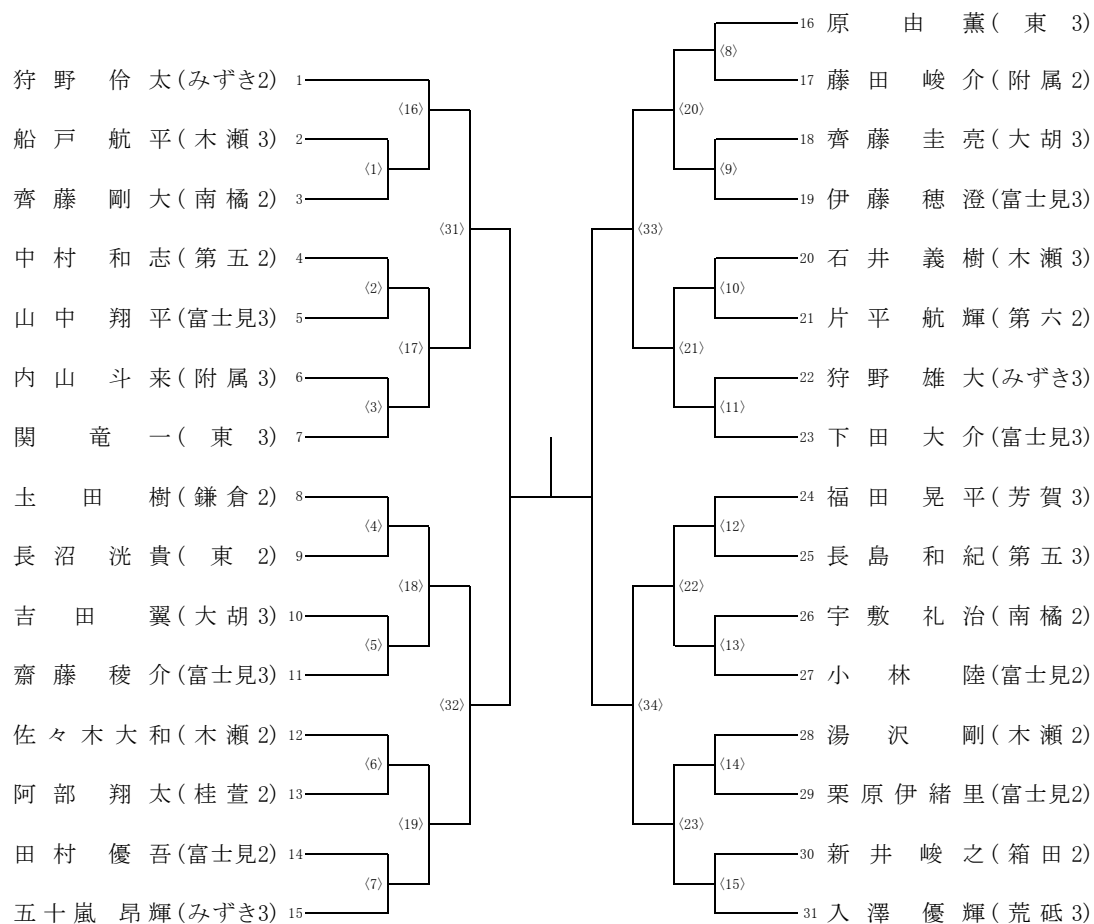 狩野 伶太(みずき2) 1
船戸 航平(木瀬3) 2
齊藤 剛大(南橘2) 3
中村 和志(第五2) 4
山中 翔平(富士見3) 5
内山 斗来(附属3) 6
関 竜一(東3) 7
圡田 樹(鎌倉2) 8
長沼 洸貴(東2) 9
吉田 翼(大胡3) 10
齋藤 稜介(富士見3) 11
佐々木大和(木瀬2) 12
阿部 翔太(桂萱2) 13
田村 優吾(富士見2) 14
五十嵐 昂輝(みずき3) 15
〈1〉
〈2〉
〈3〉
〈4〉
〈5〉
〈6〉
〈7〉
〈16〉
〈17〉
〈18〉
〈19〉
〈31〉
〈32〉
〈33〉
〈34〉
〈20〉
〈21〉
〈22〉
〈23〉
〈8〉
〈9〉
〈10〉
〈11〉
〈12〉
〈13〉
〈14〉
〈15〉
16 原 由薫(東3)
17 藤田 峻介(附属2)
18 齊藤 圭亮(大胡3)
19 伊藤 穂澄(富士見3)
20 石井 義樹(木瀬3)
21 片平 航輝(第六2)
22 狩野 雄大(みずき3)
23 下田 大介(富士見3)
24 福田 晃平(芳賀3)
25 長島 和紀(第五3)
26 宇敷 礼治(南橘2)
27 小林 陸(富士見2)
28 湯沢 剛(木瀬2)
29 栗原伊緒里(富士見2)
30 新井 峻之(箱田2)
31 入澤 優輝(荒砥3)